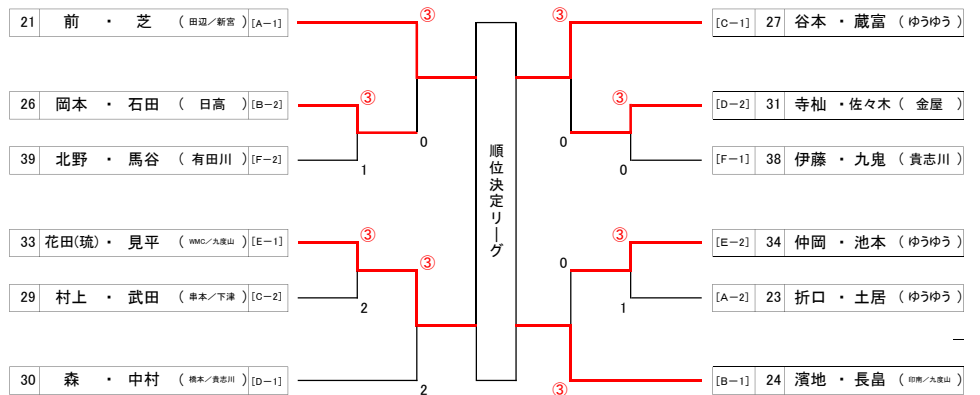 21 前 ・ 芝 ( 田辺／新宮 ) [A−1]
③
26 岡本 ・ 石田 ( 日高 ) [B−2]
③
0
39 北野 ・ 馬谷 ( 有田川 ) [F−2]
1
33 花田(琉) ・ 見平 ( WMC／九度山 ) [E−1]
③
③
29 村上 ・ 武田 ( 串本／下津 ) [C−2]
2
30 森 ・ 中村 ( 橋本／貴志川 ) [D−1]
2
順位決定リーグ
③
[C−1] 27 谷本 ・ 蔵富 ( ゆうゆう )
③
[D−2] 31 寺杣 ・ 佐々木 ( 金屋 )
0
0
[F−1] 38 伊藤 ・ 九鬼 ( 貴志川 )
③
[E−2] 34 仲岡 ・ 池本 ( ゆうゆう )
0
1
[A−2] 23 折口 ・ 土居 ( ゆうゆう )
③
[B−1] 24 濱地 ・ 長畠 ( 印南／九度山 )